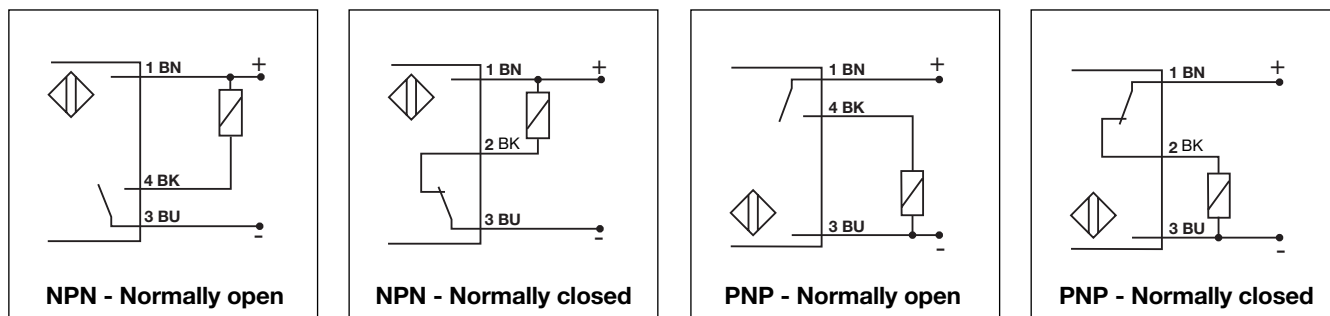 1 BN
+
4 BK
3 BU
-
NPN - Normally open
1 BN
+
2 BK
3 BU
-
NPN - Normally closed
1 BN
+
4 BK
3 BU
-
PNP - Normally open
1 BN
+
2 BK
3 BU
-
PNP - Normally closed